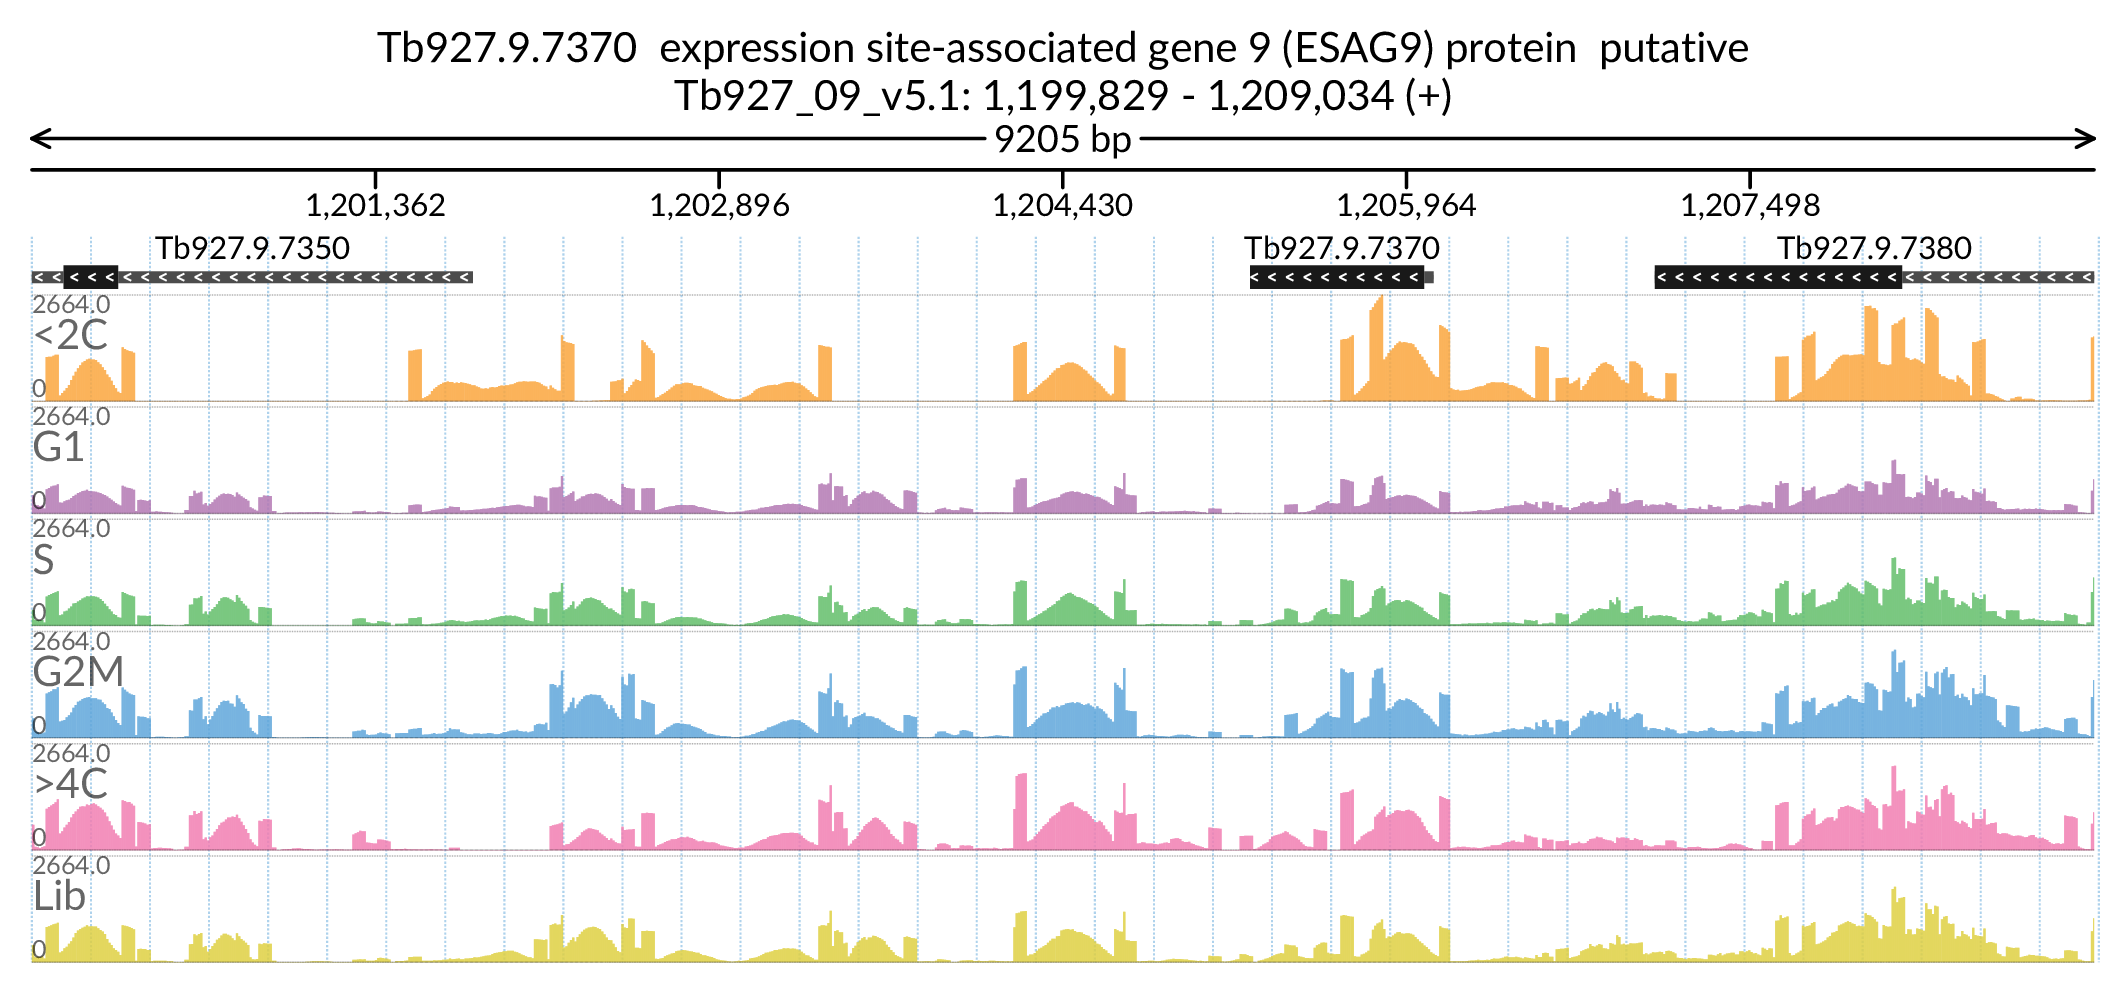 Tb927.9.7370  expression site-associated gene 9 (ESAG9) protein  putative
Tb927_09_v5.1: 1,199,829 - 1,209,034 (+)
9205 bp
1,201,362 1,202,896 1,204,430 1,205,964 1,207,498
Tb927.9.7350 Tb927.9.7370 Tb927.9.7380
2664.0
<2C
0
2664.0
G1
0
2664.0
S
0
2664.0
G2M
0
2664.0
>4C
0
2664.0
Lib
0